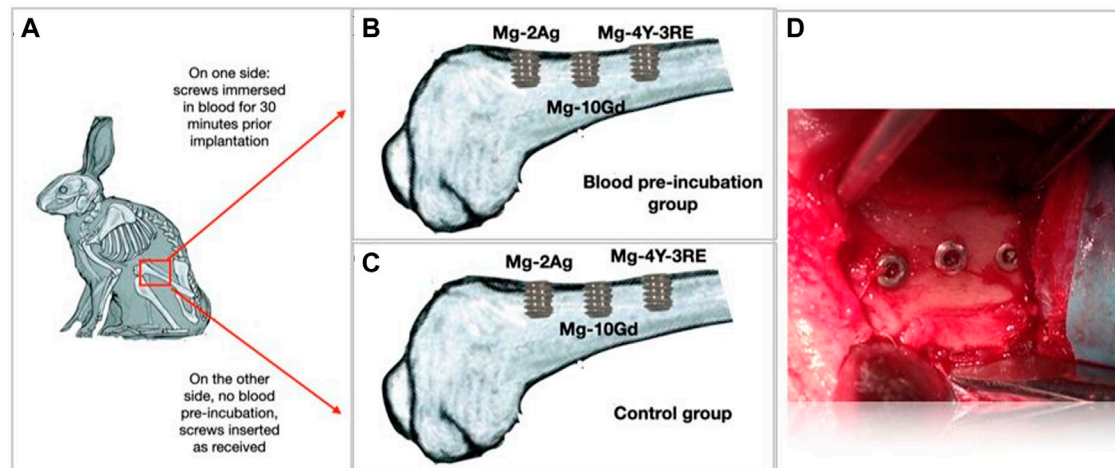 A
On one side:
screws immersed
in blood for 30
minutes prior
implantation
On the other
side, no blood
pre-incubation,
screws inserted
as received
B
Mg-2Ag
Mg-4Y-3RE
Mg-10Gd
Blood pre-incubation
group
C
Mg-2Ag
Mg-4Y-3RE
Mg-10Gd
Control group
D